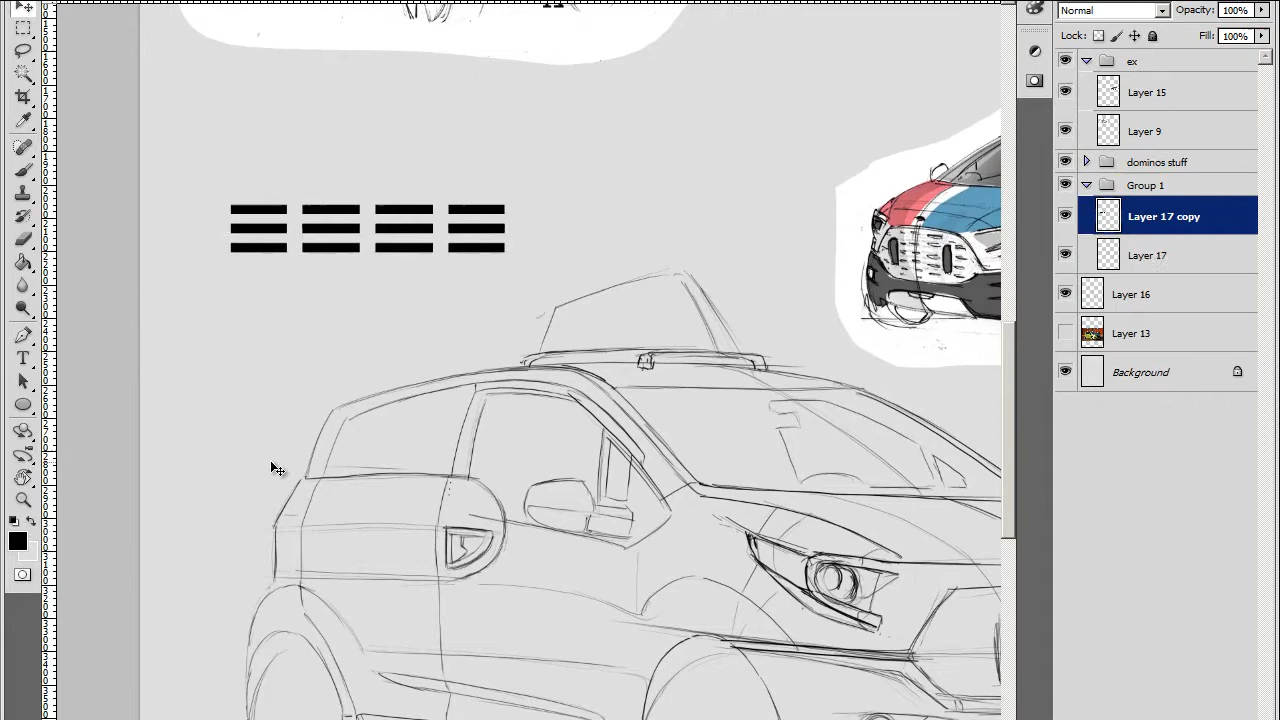 Normal Opacity: 100%
Lock: Fill: 100%
ex
Layer 15
Layer 9
dominos stuff
Group 1
Layer 17 copy
Layer 17
Layer 16
Layer 13
Background
T